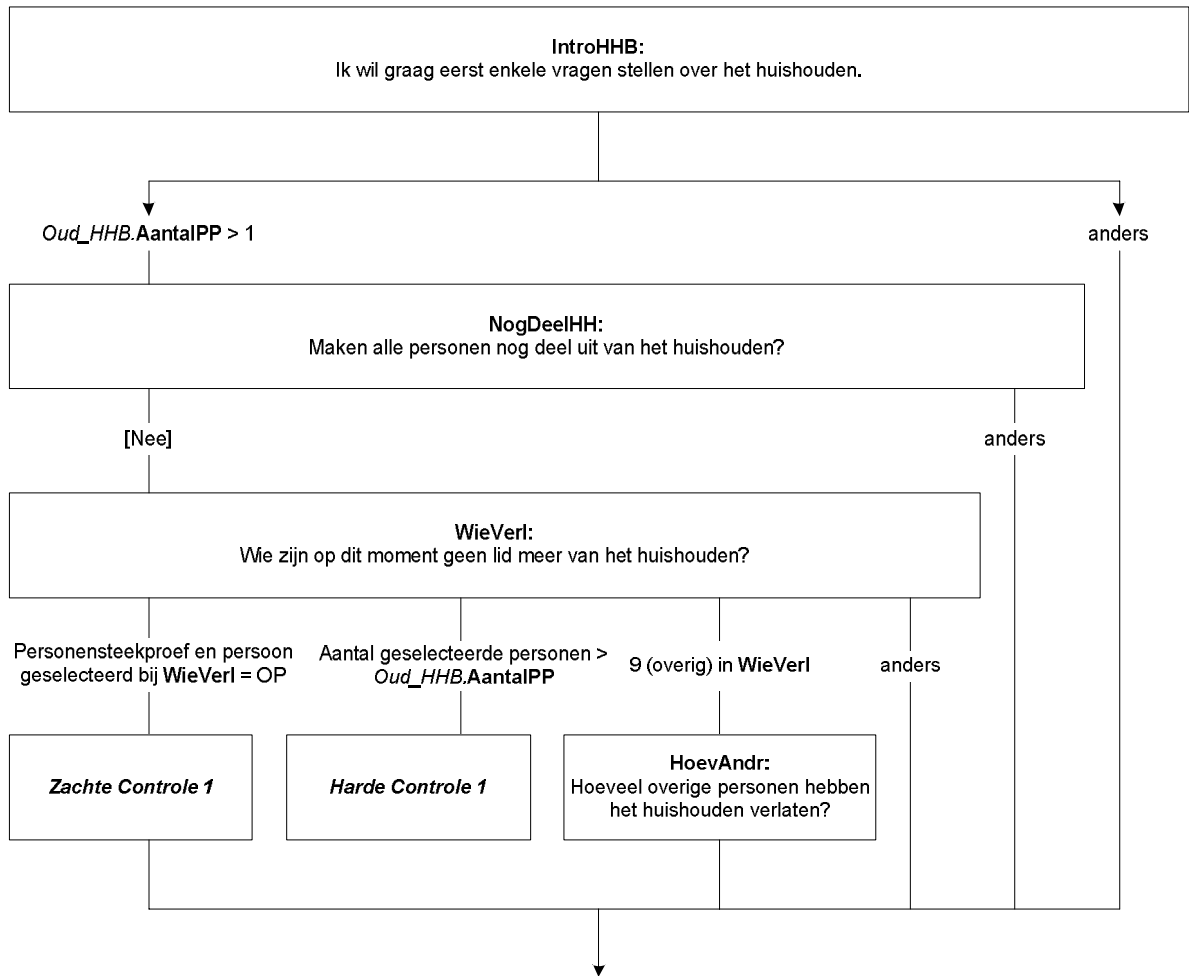 IntroHHB:
Ik wil graag eerst enkele vragen stellen over het huishouden.
Oud_HHB.AantalPP > 1
anders
NogDeelHH:
Maken alle personen nog deel uit van het huishouden?
[Nee]
anders
WieVerl:
Wie zijn op dit moment geen lid meer van het huishouden?
Personensteekproef en persoon
geselecteerd bij WieVerl = OP
Aantal geselecteerde personen >
Oud_HHB.AantalPP
9 (overig) in WieVerl
anders
Zachte Controle 1
Harde Controle 1
HoevAndr:
Hoeveel overige personen hebben
het huishouden verlaten?